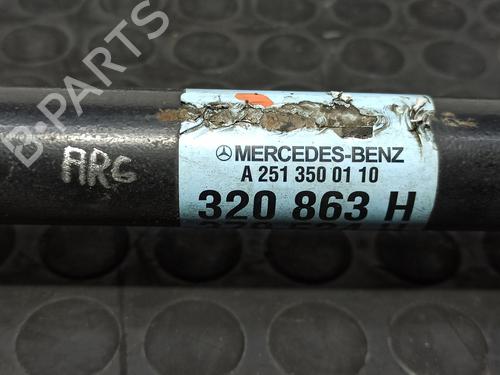 B-PARTS
ARG
MERCEDES-BENZ
A 251 350 01 10
320 863 H